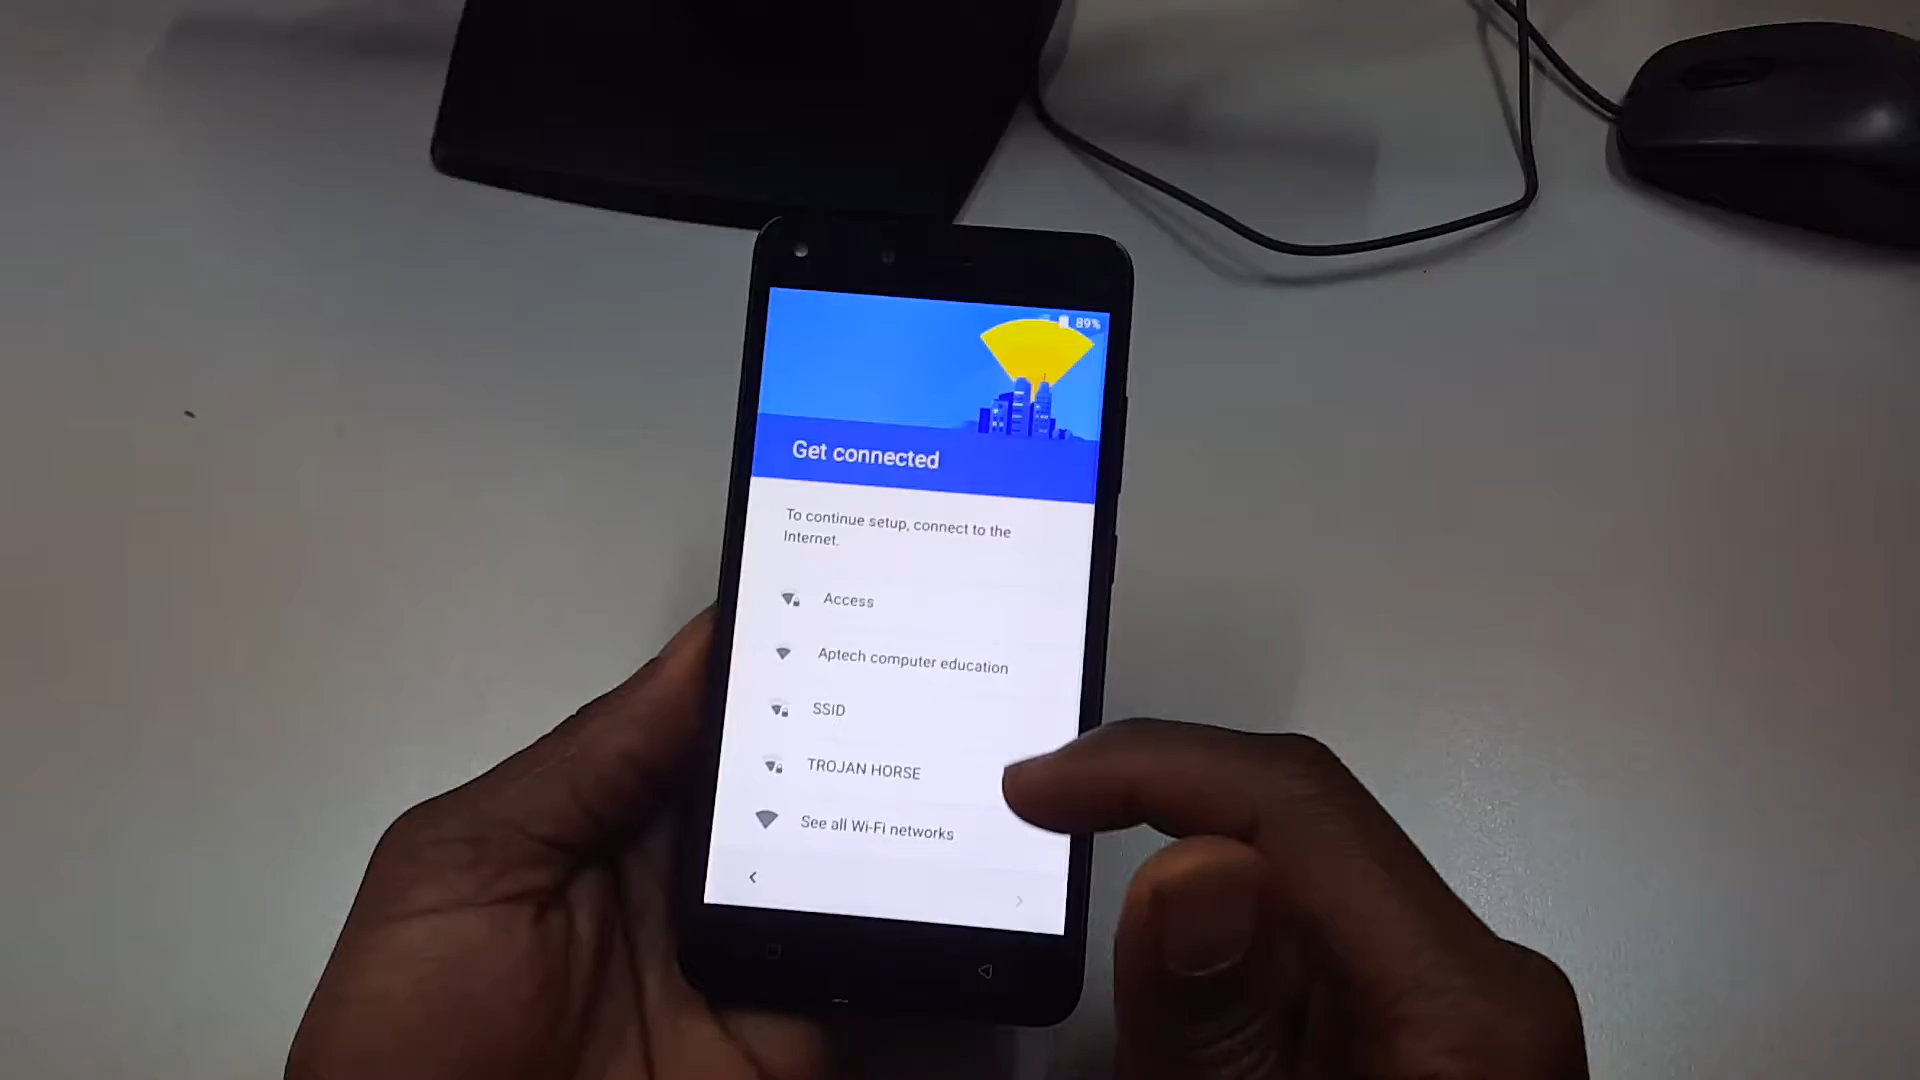 89%
Get connected
To continue setup, connect to the
Internet.
Access
Aptech computer education
SSID
TROJAN HORSE
See all Wi-Fi networks